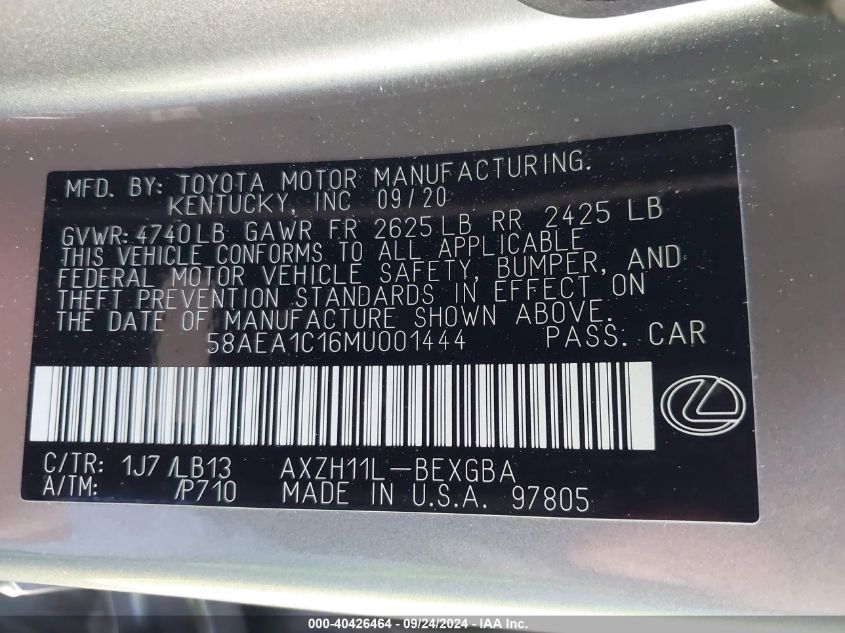 MFD. BY: TOYOTA MOTOR MANUFACTURING.
KENTUCKY, INC 09/20
GVWR: 4740LB GAWR FR 2625LB RR 2425 LB
THIS VEHICLE CONFORMS TO ALL APPLICABLE
FEDERAL MOTOR VEHICLE SAFETY, BUMPER, AND
THEFT PREVENTION STANDARDS IN EFFECT ON
THE DATE OF MANUFACTURE SHOWN ABOVE.
58AEA1C16MU001444 PASS. CAR
C/TR: 1J7 /LB13 AXZH11L-BEXGBA
A/TM: /P710 MADE IN U.S.A. 97805
000-40426464 - 09/24/2024 - IAA Inc.